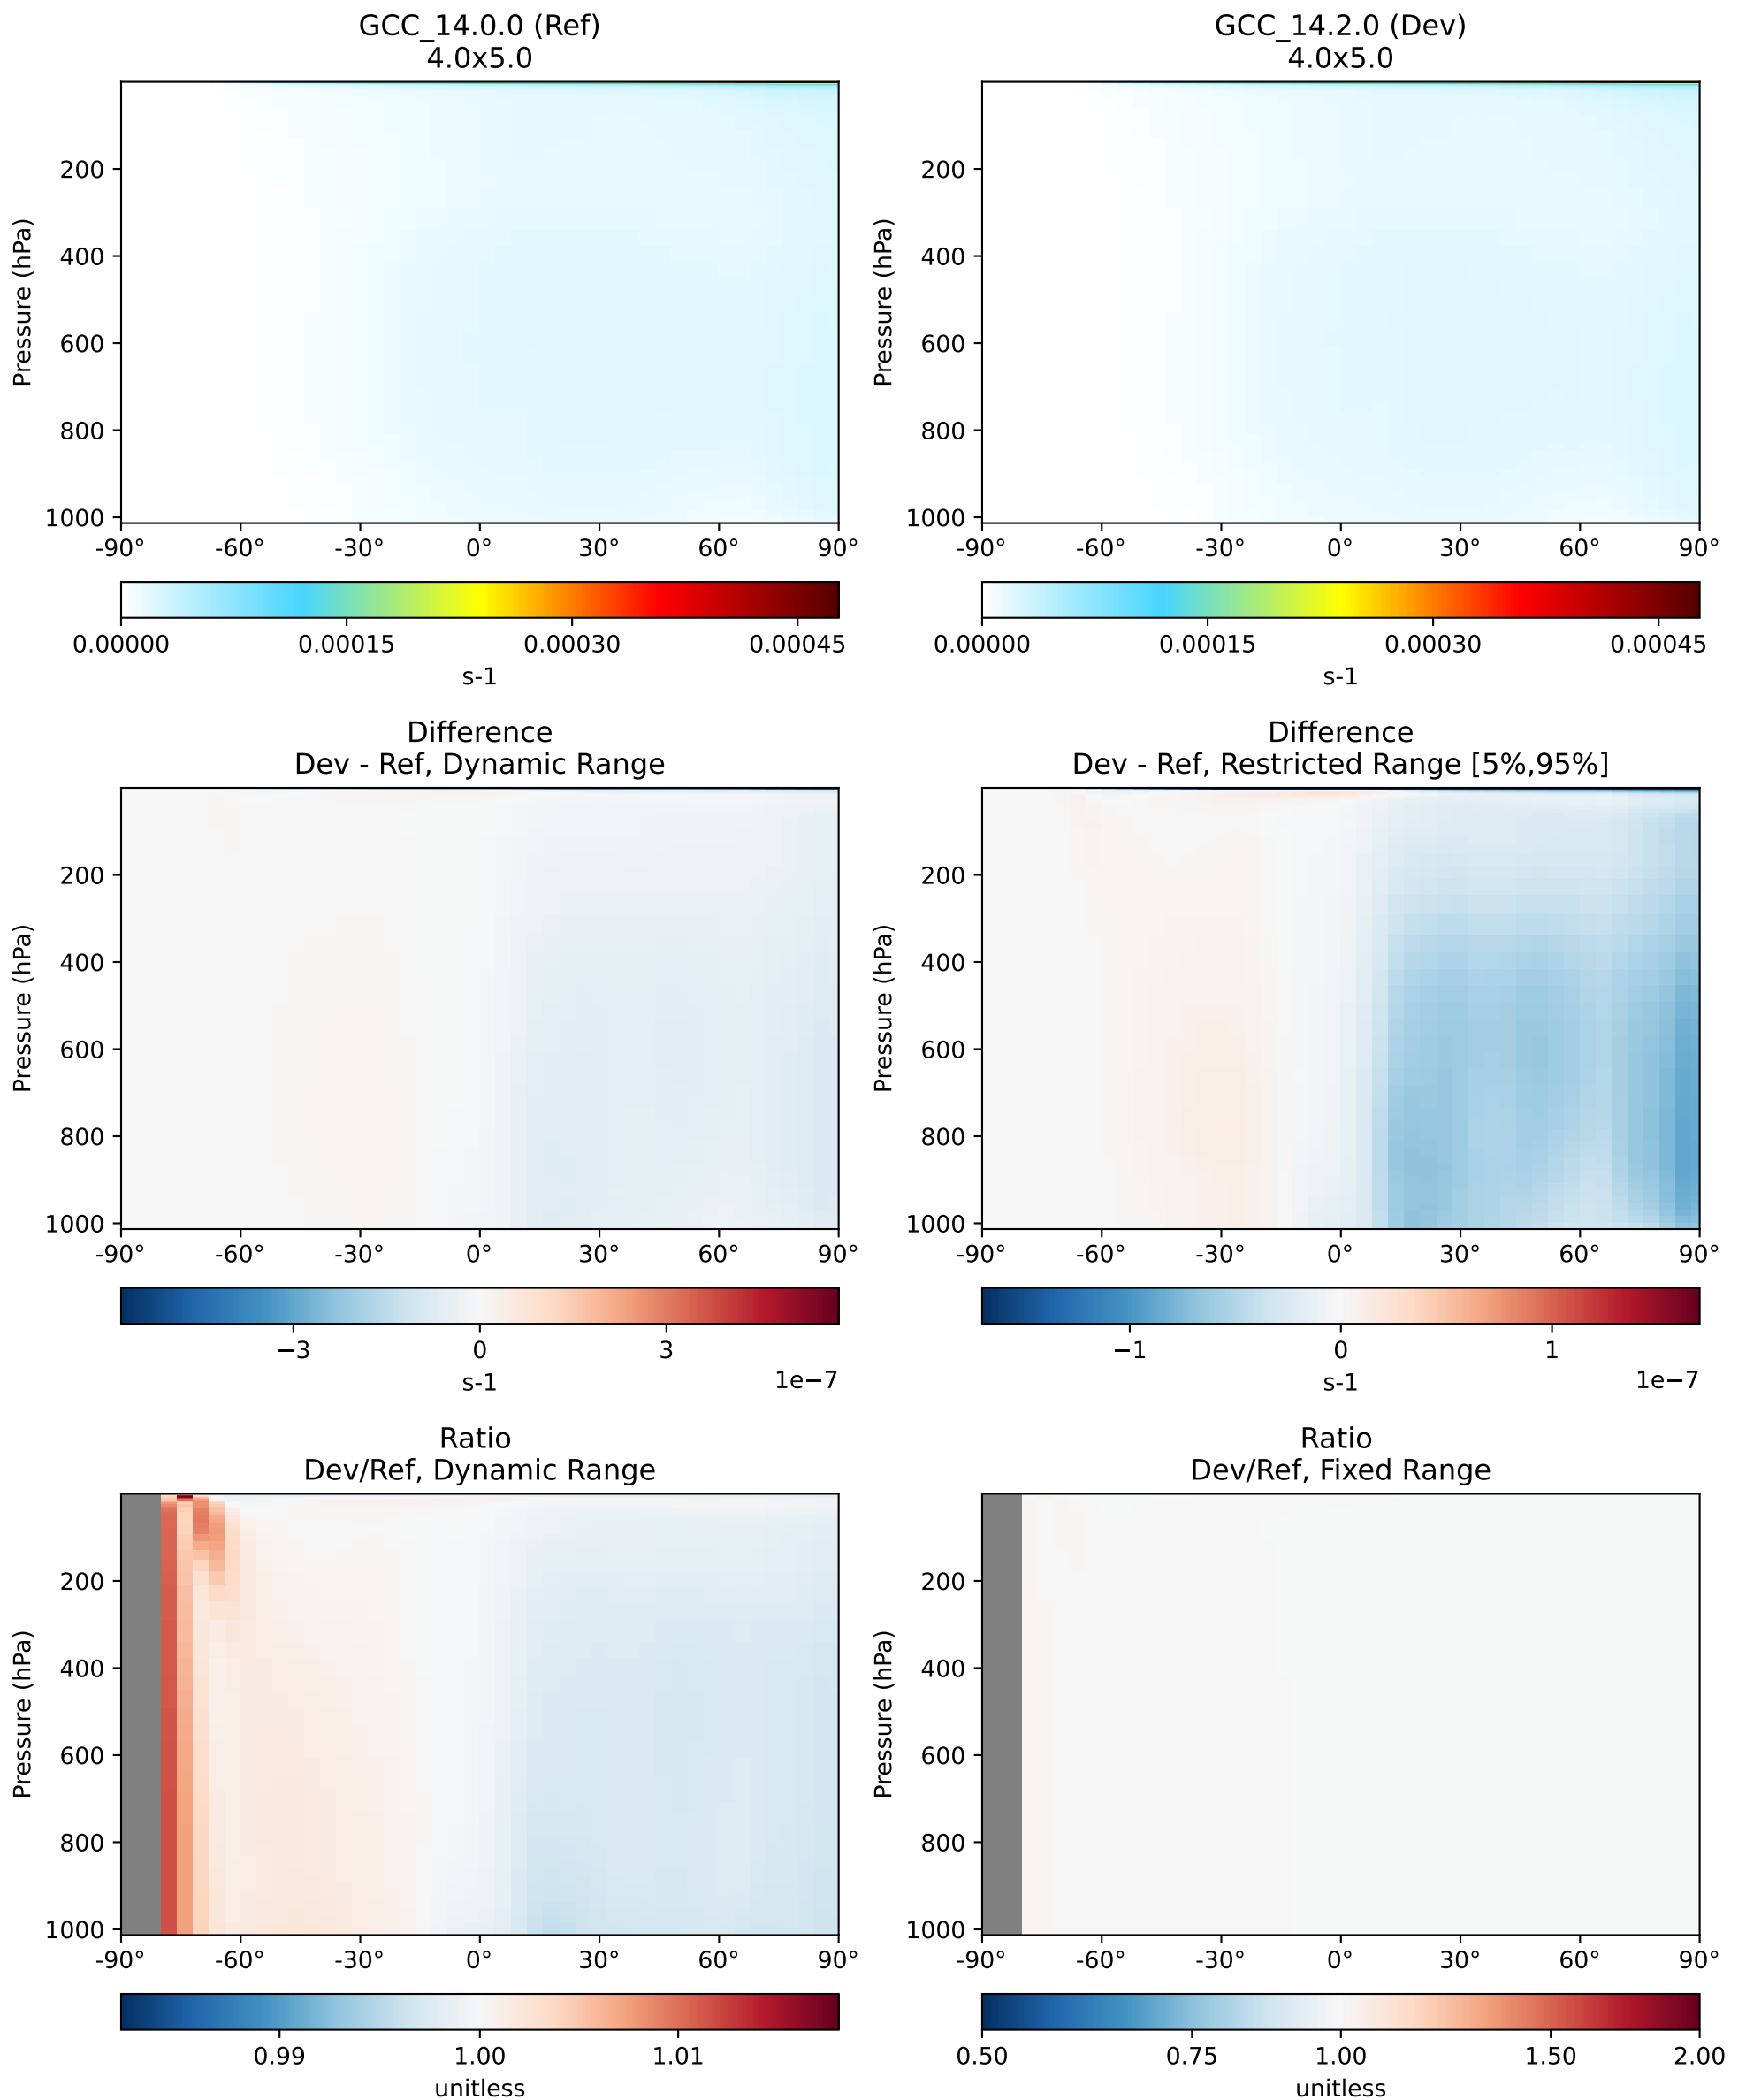 GCC_14.0.0 (Ref)
4.0x5.0
Pressure (hPa)
200
400
600
800
1000
-90° -60° -30° 0° 30° 60° 90°
0.00000 0.00015 0.00030 0.00045
s-1
GCC_14.2.0 (Dev)
4.0x5.0
Pressure (hPa)
200
400
600
800
1000
-90° -60° -30° 0° 30° 60° 90°
0.00000 0.00015 0.00030 0.00045
s-1
Difference
Dev - Ref, Dynamic Range
Pressure (hPa)
200
400
600
800
1000
-90° -60° -30° 0° 30° 60° 90°
−3 0 3
s-1 1e−7
Difference
Dev - Ref, Restricted Range [5%,95%]
Pressure (hPa)
200
400
600
800
1000
-90° -60° -30° 0° 30° 60° 90°
−1 0 1
s-1 1e−7
Ratio
Dev/Ref, Dynamic Range
Pressure (hPa)
200
400
600
800
1000
-90° -60° -30° 0° 30° 60° 90°
0.99 1.00 1.01
unitless
Ratio
Dev/Ref, Fixed Range
Pressure (hPa)
200
400
600
800
1000
-90° -60° -30° 0° 30° 60° 90°
0.50 0.75 1.00 1.50 2.00
unitless